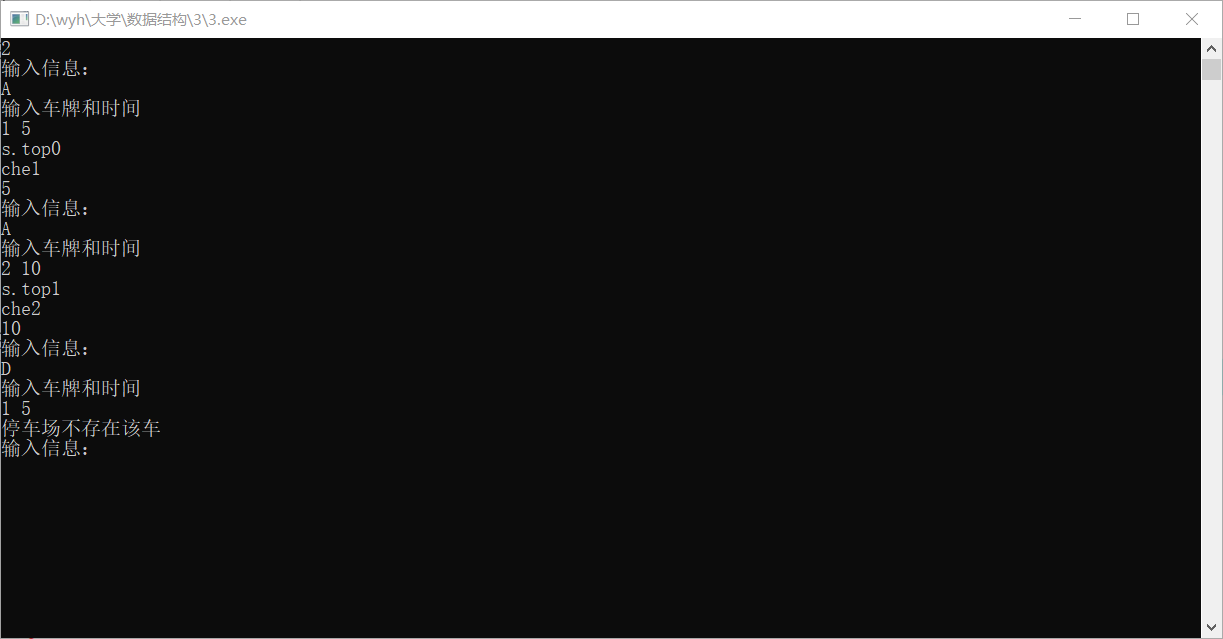 D:\wyh\大学\数据结构\3\3.exe
2
输入信息：
A
输入车牌和时间
1 5
s.top0
che1
5
输入信息：
A
输入车牌和时间
2 10
s.top1
che2
10
输入信息：
D
输入车牌和时间
1 5
停车场不存在该车
输入信息：